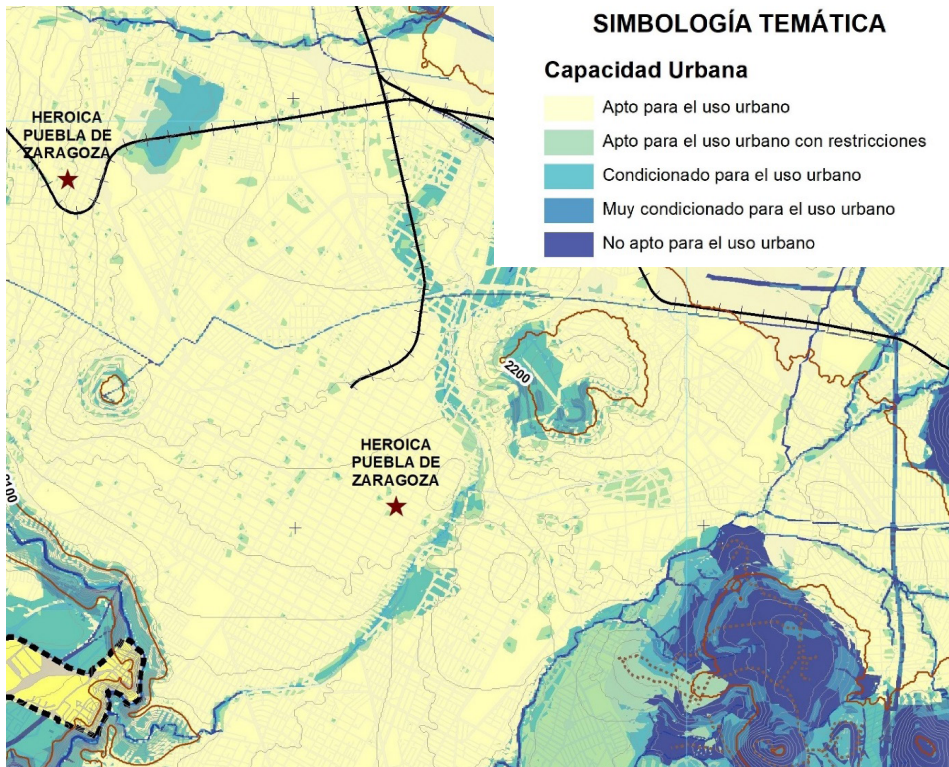 SIMBOLOGÍA TEMÁTICA
Capacidad Urbana
Apto para el uso urbano
Apto para el uso urbano con restricciones
Condicionado para el uso urbano
Muy condicionado para el uso urbano
No apto para el uso urbano
HEROICA
PUEBLA DE
ZARAGOZA
2200
HEROICA
PUEBLA DE
ZARAGOZA
2100